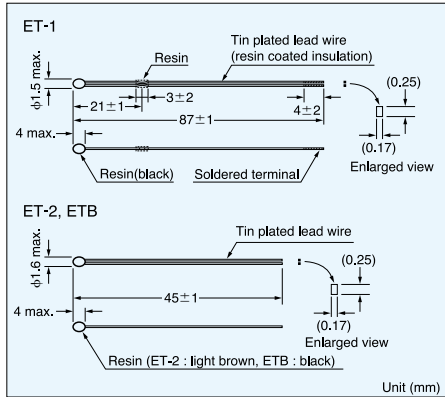 ET-1
Resin
Tin plated lead wire
(resin coated insulation)
ϕ1.5 max.
21±1
3±2
4±2
87±1
4 max.
(0.25)
(0.17)
Enlarged view
Resin(black)
Soldered terminal
ET-2, ETB
Tin plated lead wire
ϕ1.6 max.
45±1
4 max.
(0.25)
(0.17)
Enlarged view
Resin (ET-2 : light brown, ETB : black)
Unit (mm)